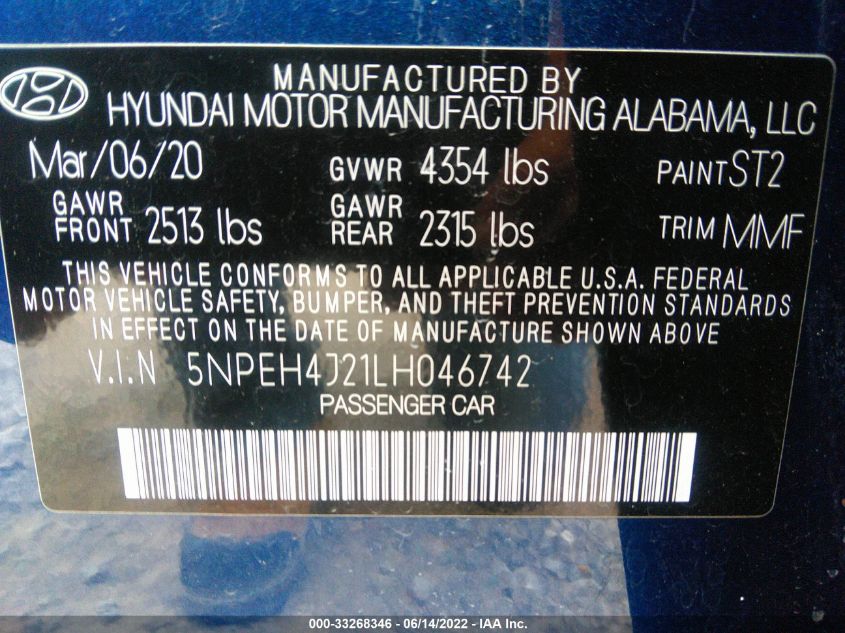 MANUFACTURED BY
HYUNDAI MOTOR MANUFACTURING ALABAMA, LLC
Mar/06/20 GVWR 4354 lbs PAINT ST2
GAWR FRONT 2513 lbs GAWR REAR 2315 lbs TRIM MMF
THIS VEHICLE CONFORMS TO ALL APPLICABLE U.S.A. FEDERAL
MOTOR VEHICLE SAFETY, BUMPER, AND THEFT PREVENTION STANDARDS
IN EFFECT ON THE DATE OF MANUFACTURE SHOWN ABOVE
V.I.N 5NPEH4J21LH046742
PASSENGER CAR
000-33268346 - 06/14/2022 - IAA Inc.